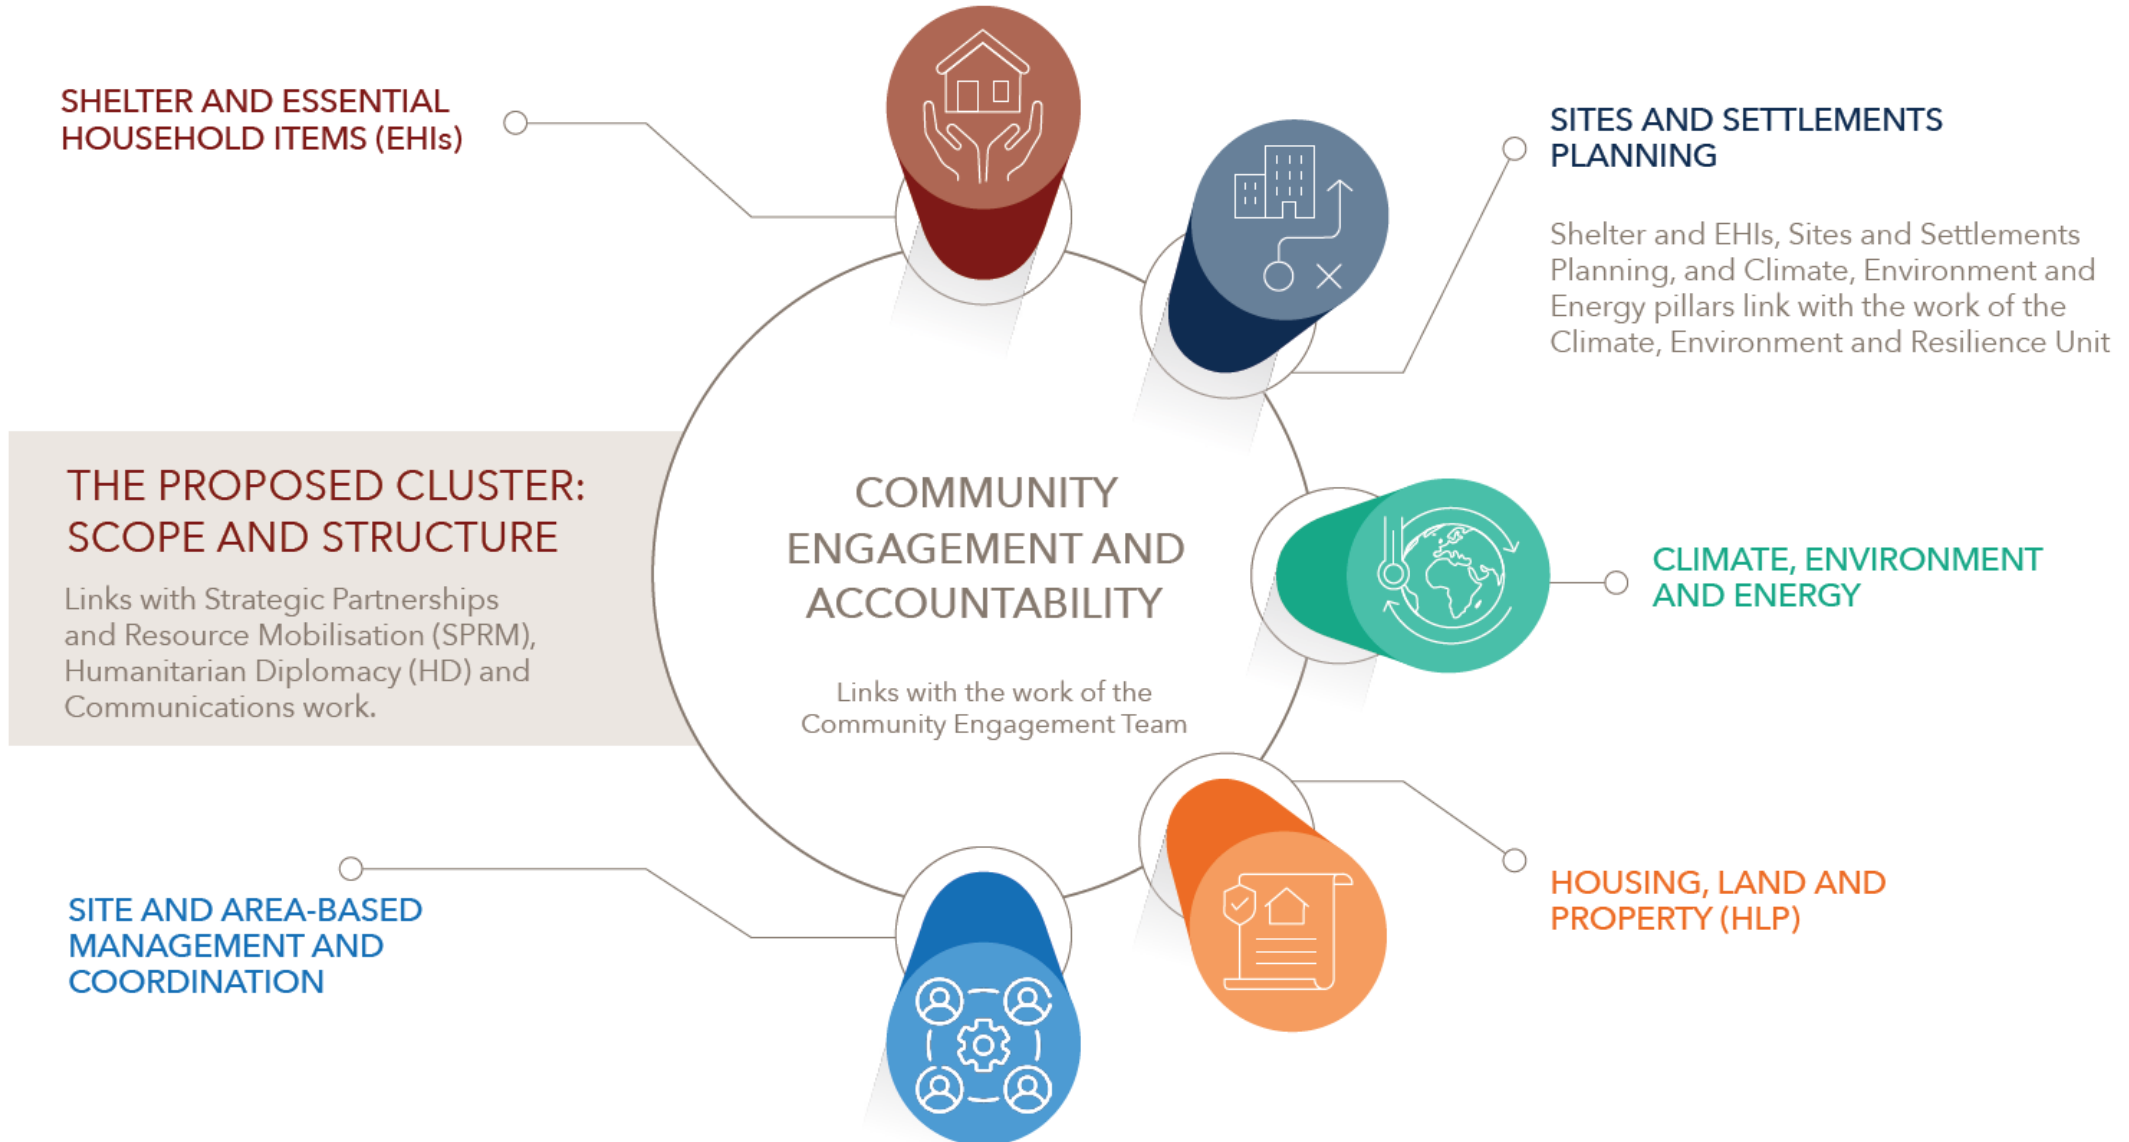 SHELTER AND ESSENTIAL
HOUSEHOLD ITEMS (EHIs)
SITES AND SETTLEMENTS
PLANNING
Shelter and EHIs, Sites and Settlements
Planning, and Climate, Environment and
Energy pillars link with the work of the
Climate, Environment and Resilience Unit
THE PROPOSED CLUSTER:
SCOPE AND STRUCTURE
Links with Strategic Partnerships
and Resource Mobilisation (SPRM),
Humanitarian Diplomacy (HD) and
Communications work.
COMMUNITY
ENGAGEMENT AND
ACCOUNTABILITY
Links with the work of the
Community Engagement Team
CLIMATE, ENVIRONMENT
AND ENERGY
HOUSING, LAND AND
PROPERTY (HLP)
SITE AND AREA-BASED
MANAGEMENT AND
COORDINATION